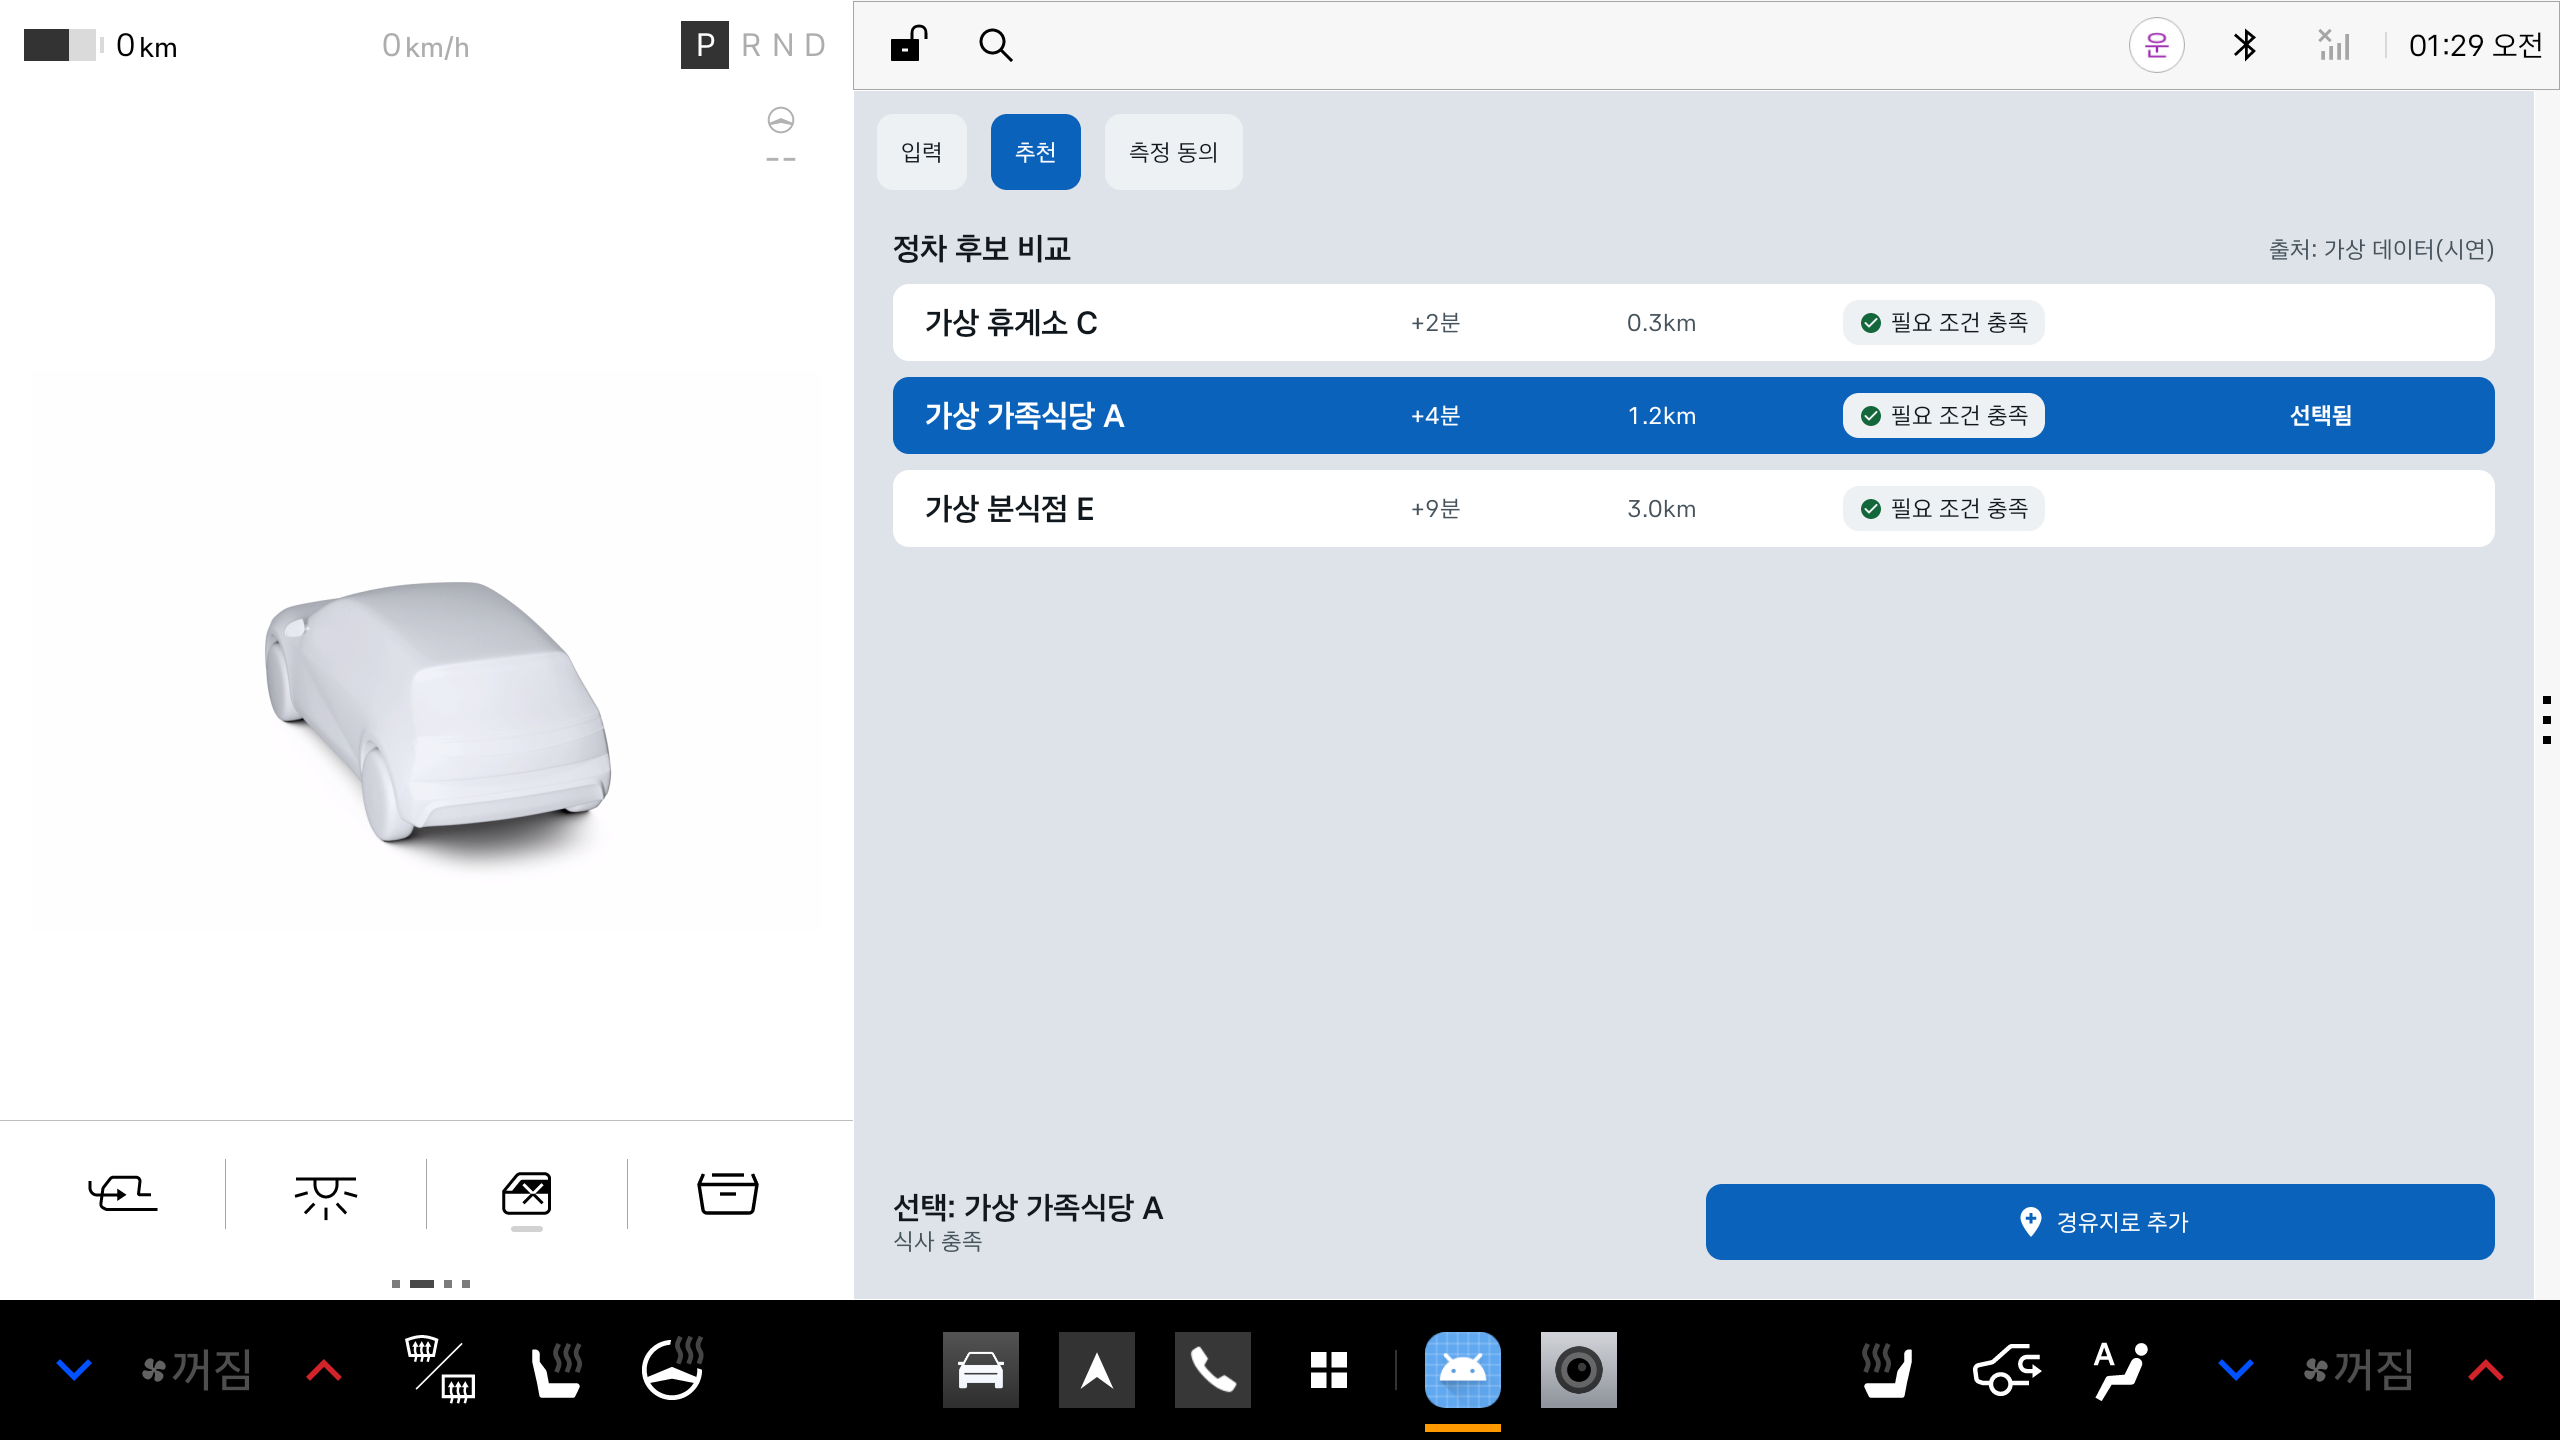 0 km
0 km/h
P R N D
운
01:29 오전
입력
추천
측정 동의
정차 후보 비교
출처: 가상 데이터(시연)
가상 휴게소 C +2분 0.3km 필요 조건 충족
가상 가족식당 A +4분 1.2km 필요 조건 충족 선택됨
가상 분식점 E +9분 3.0km 필요 조건 충족
선택: 가상 가족식당 A
식사 충족
경유지로 추가
꺼짐
A
꺼짐